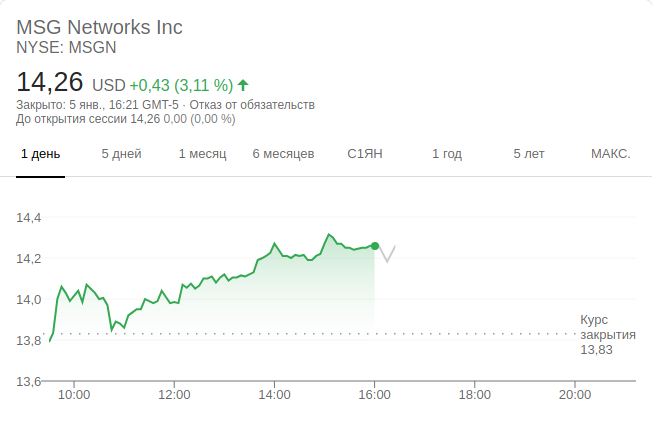 MSG Networks Inc
NYSE: MSGN
14,26 USD +0,43 (3,11 %)
Закрыто: 5 янв., 16:21 GMT-5 · Отказ от обязательств
До открытия сессии 14,26 0,00 (0,00 %)
1 день 5 дней 1 месяц 6 месяцев С1ЯН 1 год 5 лет МАКС.
14,4
14,2
14,0
13,8
13,6
Курс
закрытия
13,83
10:00 12:00 14:00 16:00 18:00 20:00